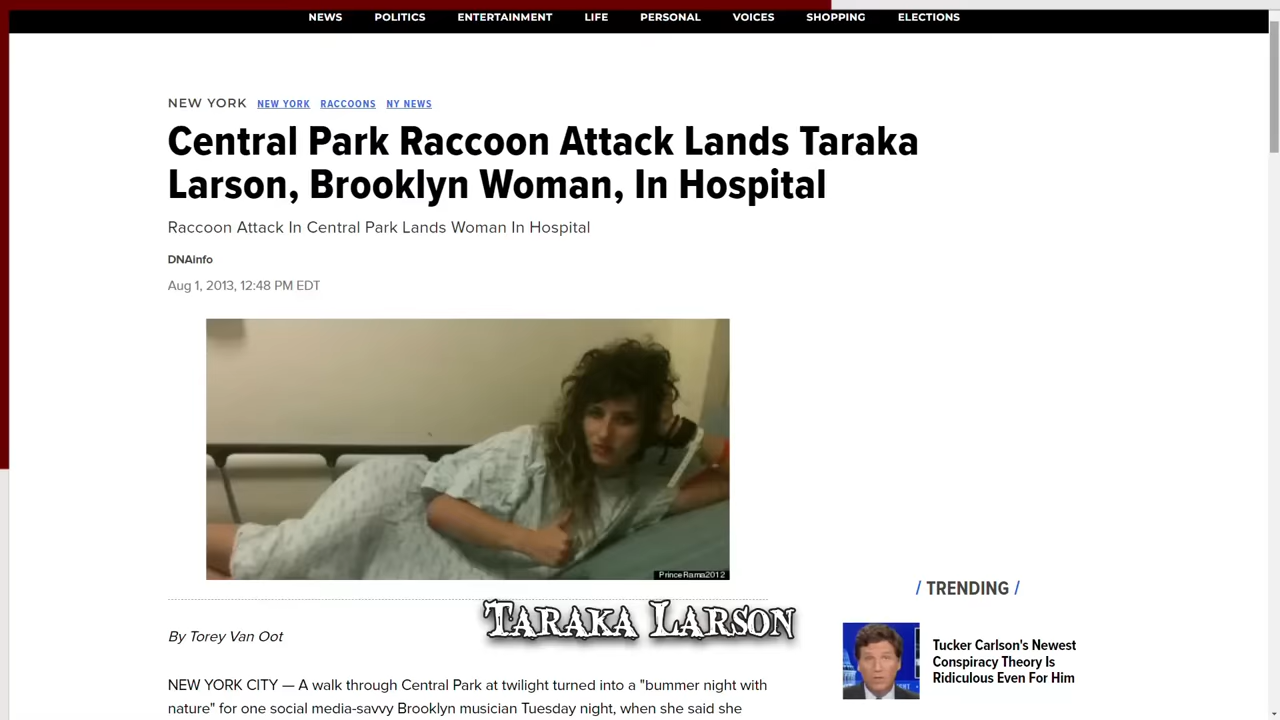 NEWS POLITICS ENTERTAINMENT LIFE PERSONAL VOICES SHOPPING ELECTIONS
NEW YORK NEW YORK RACCOONS NY NEWS
Central Park Raccoon Attack Lands Taraka
Larson, Brooklyn Woman, In Hospital
Raccoon Attack In Central Park Lands Woman In Hospital
DNAinfo
Aug 1, 2013, 12:48 PM EDT
PrinceRama2012
/ TRENDING /
TARAKA LARSON
By Torey Van Oot
Tucker Carlson's Newest
Conspiracy Theory Is
Ridiculous Even For Him
NEW YORK CITY — A walk through Central Park at twilight turned into a "bummer night with
nature" for one social media-savvy Brooklyn musician Tuesday night, when she said she